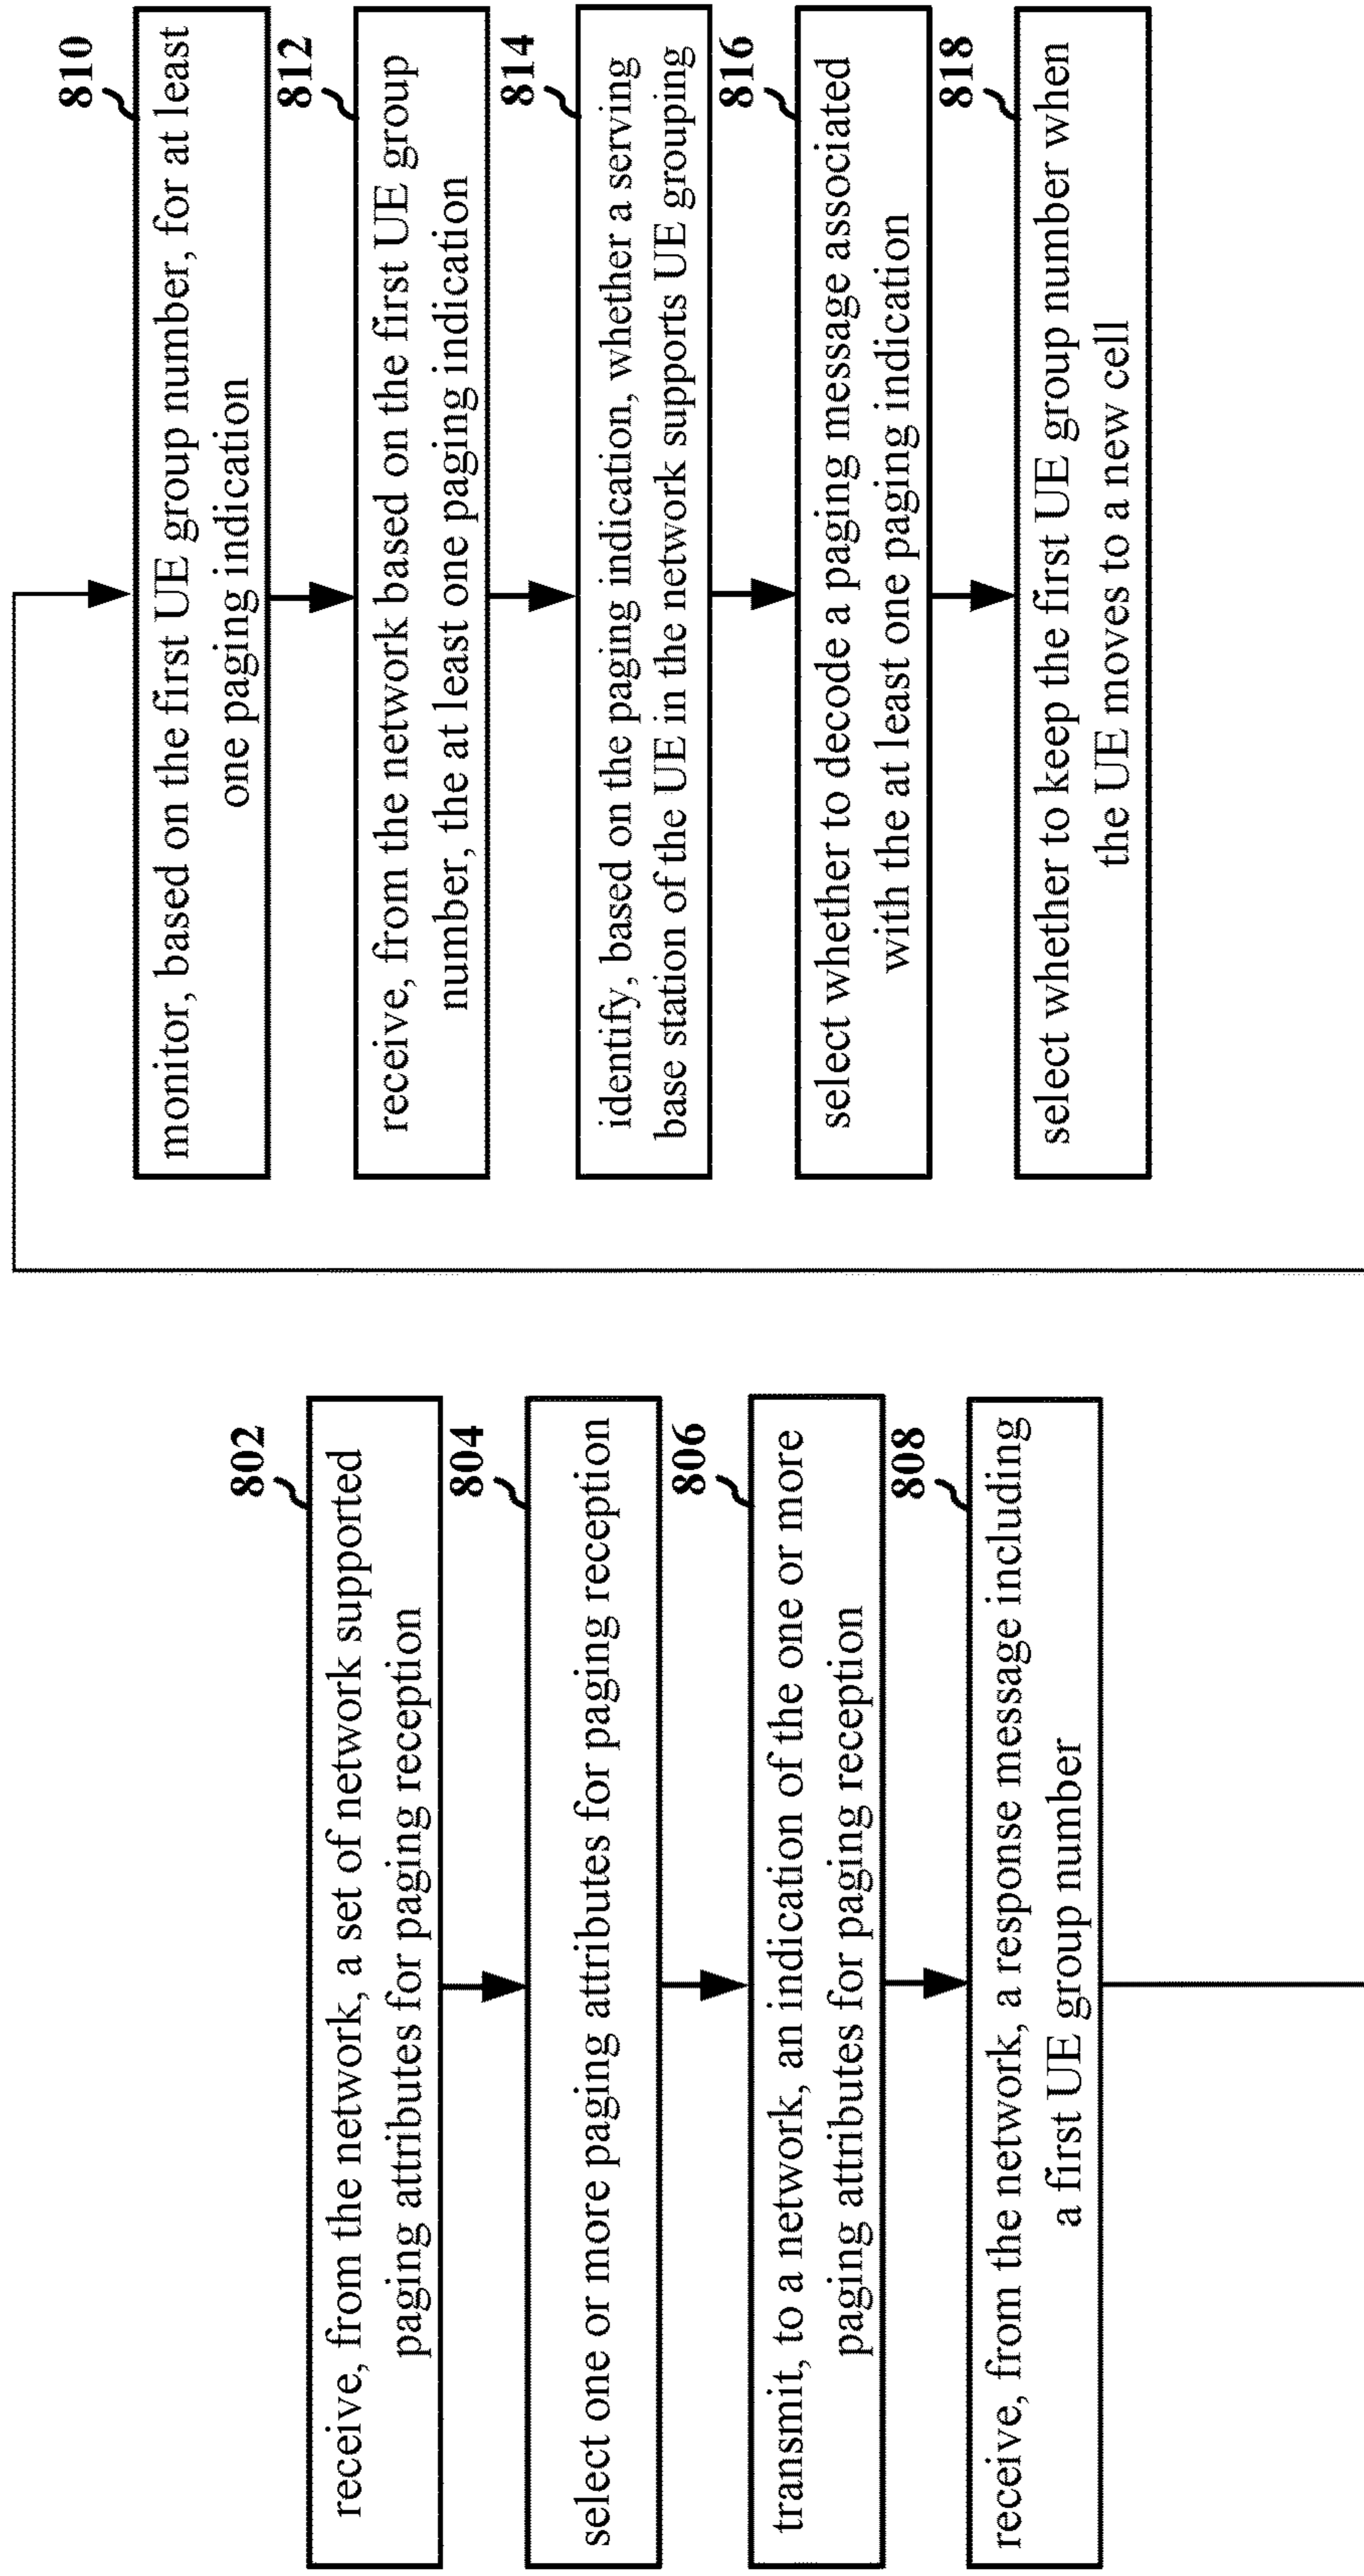 802
receive, from the network, a set of network supported
paging attributes for paging reception
804
select one or more paging attributes for paging reception
806
transmit, to a network, an indication of the one or more
paging attributes for paging reception
808
receive, from the network, a response message including
a first UE group number
810
monitor, based on the first UE group number, for at least
one paging indication
812
receive, from the network based on the first UE group
number, the at least one paging indication
814
identify, based on the paging indication, whether a serving
base station of the UE in the network supports UE grouping
816
select whether to decode a paging message associated
with the at least one paging indication
818
select whether to keep the first UE group number when
the UE moves to a new cell